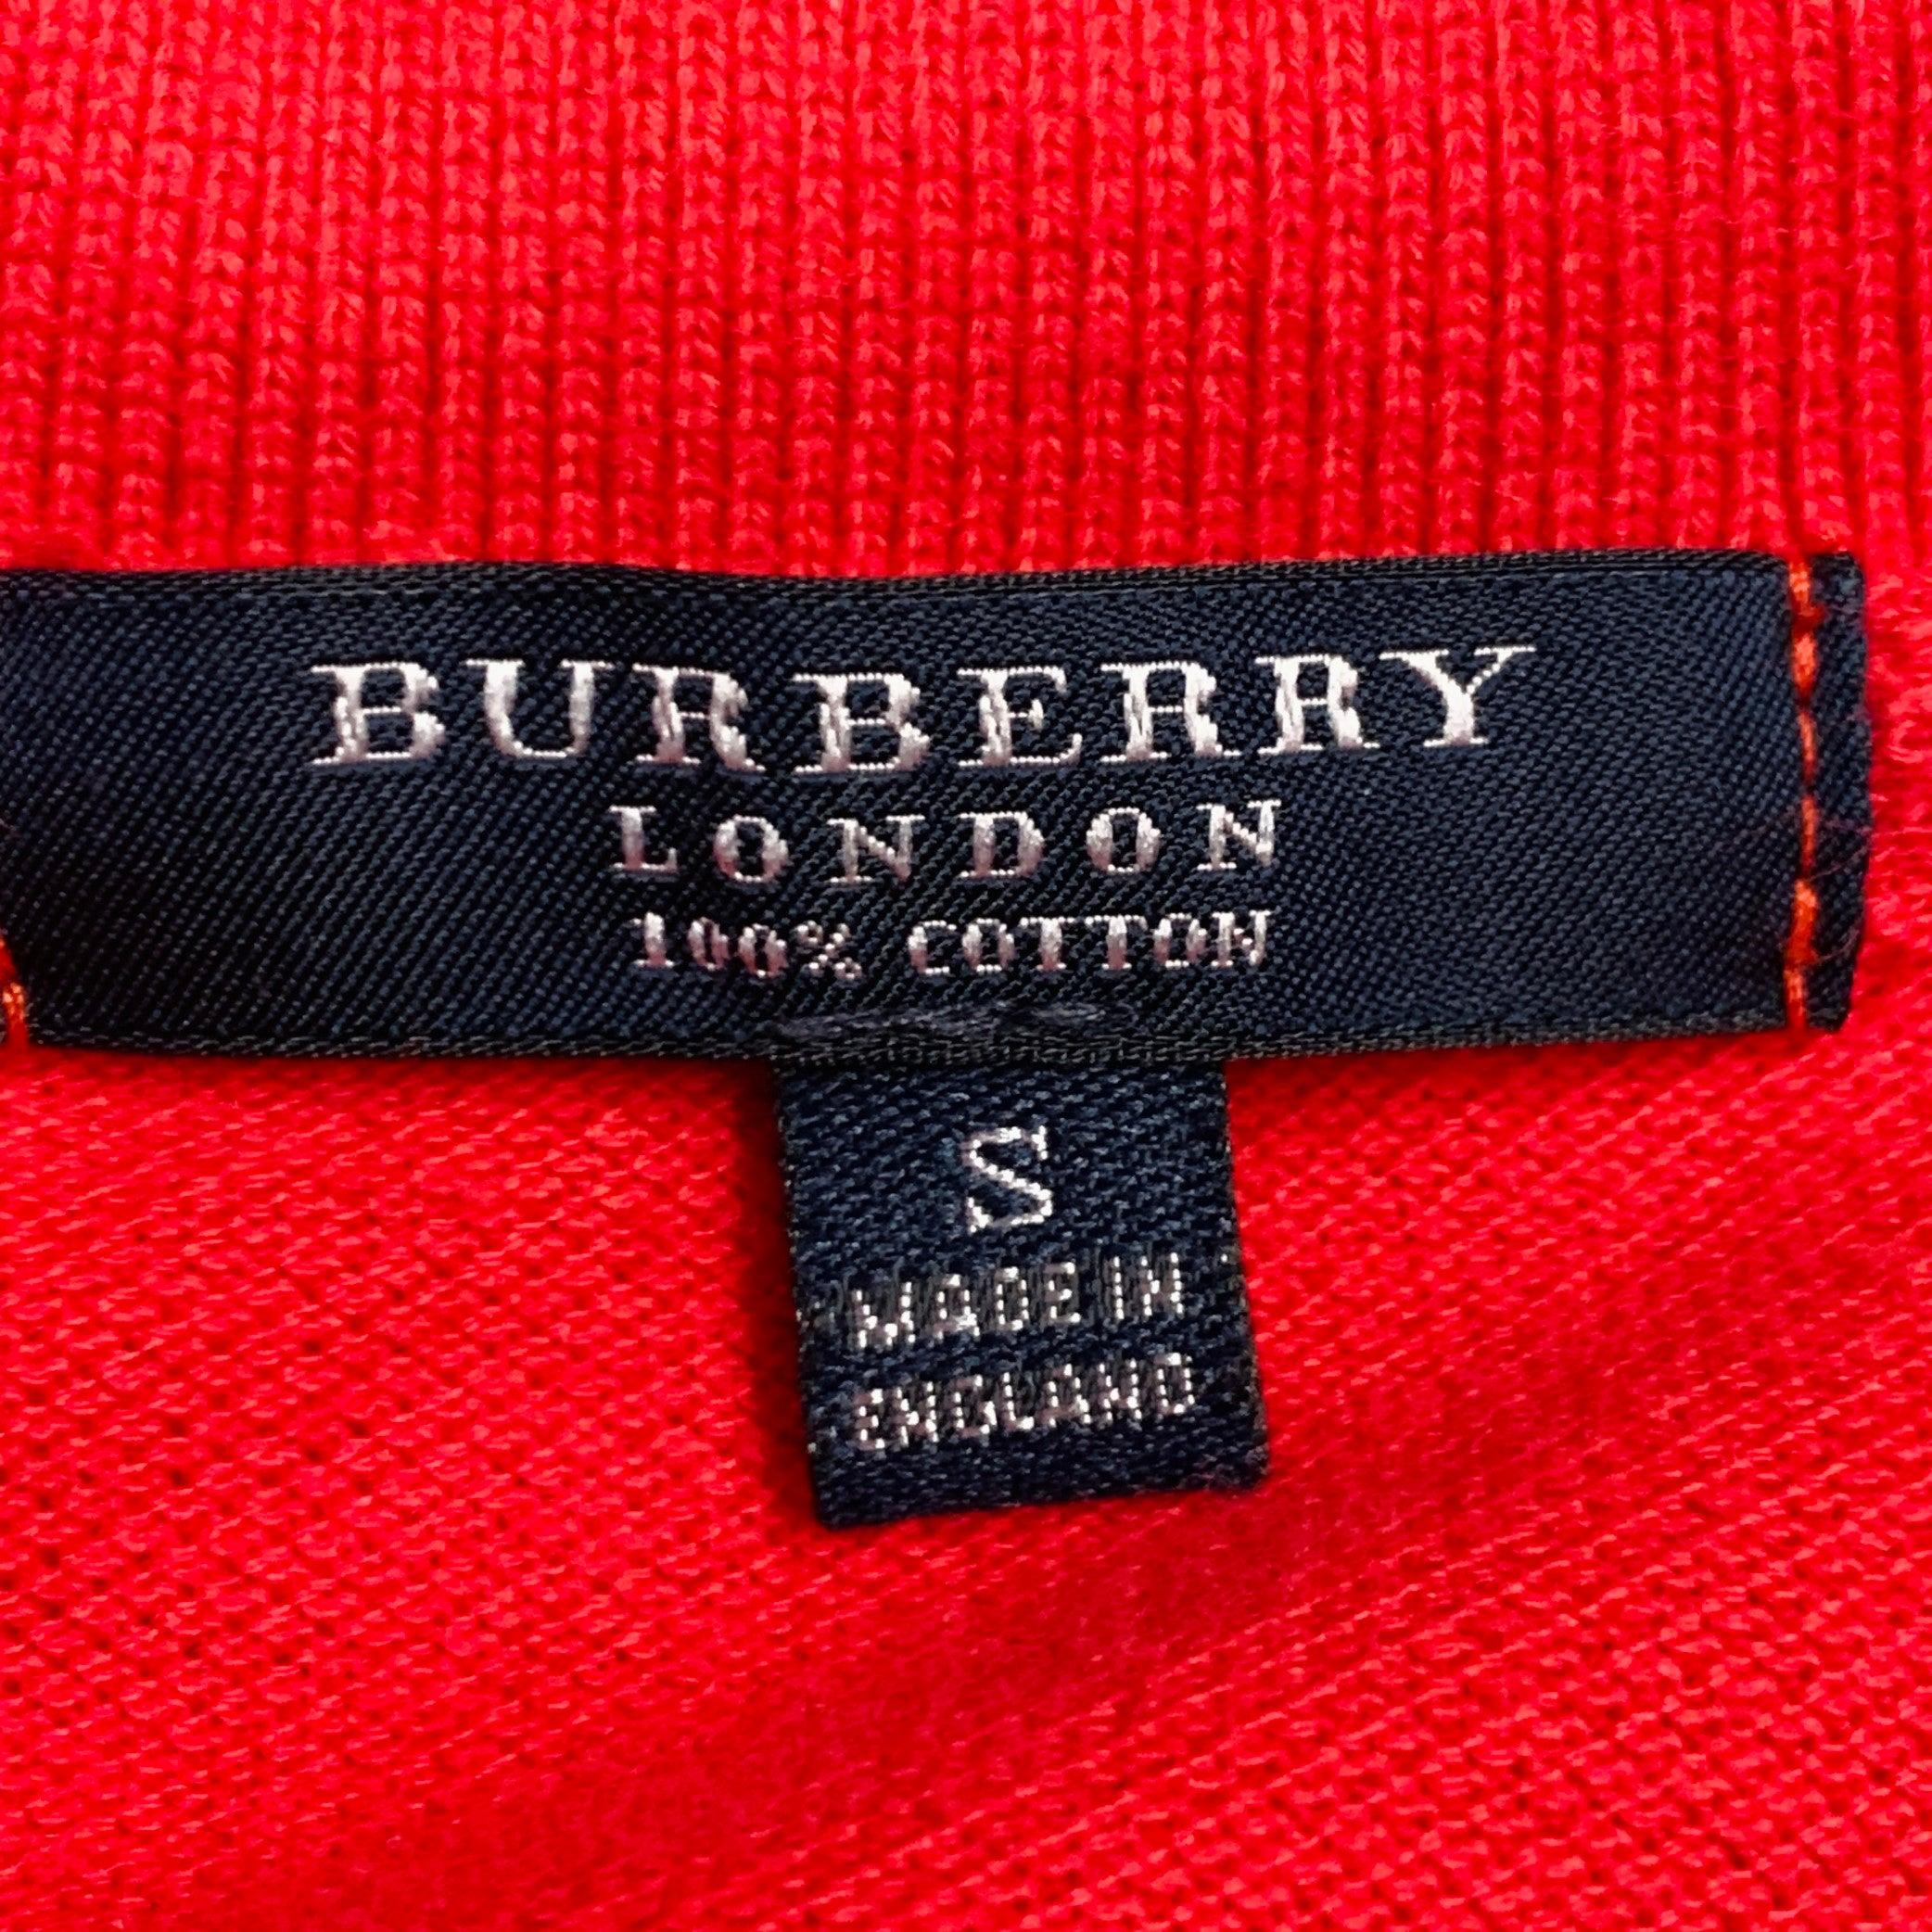 BURBERRY
LONDON
100% COTTON
S
MADE IN
ENGLAND